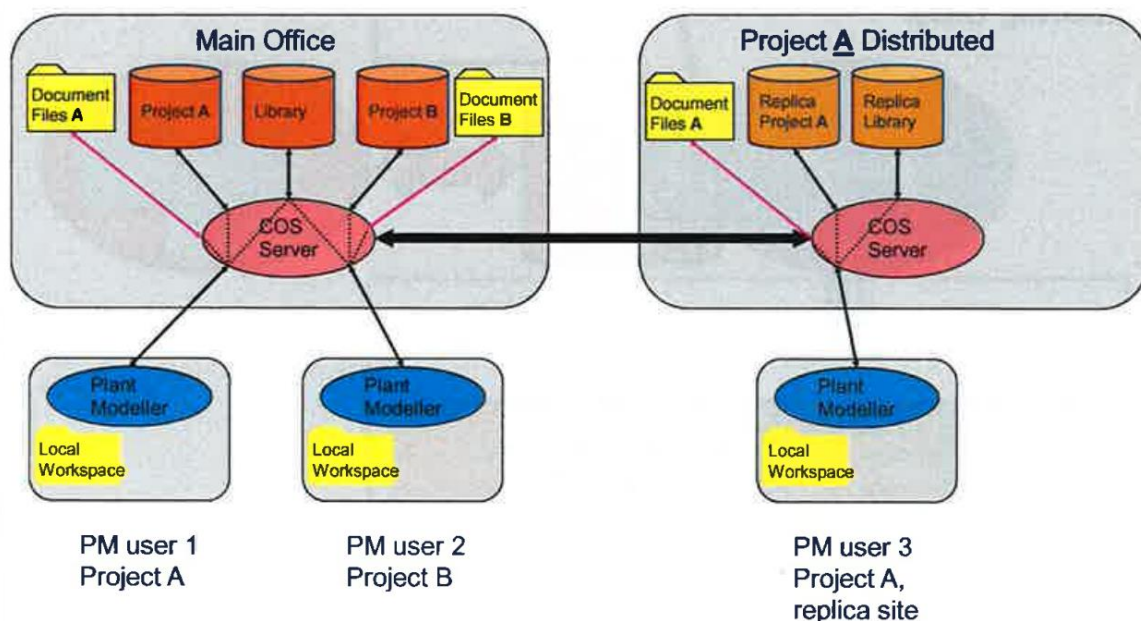 Main Office
Document
Files A
Project A
Library
Project B
Document
Files B
COS
Server
Project A Distributed
Document
Files A
Replica
Project A
Replica
Library
COS
Server
Plant
Modeller
Local
Workspace
Plant
Modeller
Local
Workspace
Plant
Modeller
Local
Workspace
PM user 1
Project A
PM user 2
Project B
PM user 3
Project A,
replica site